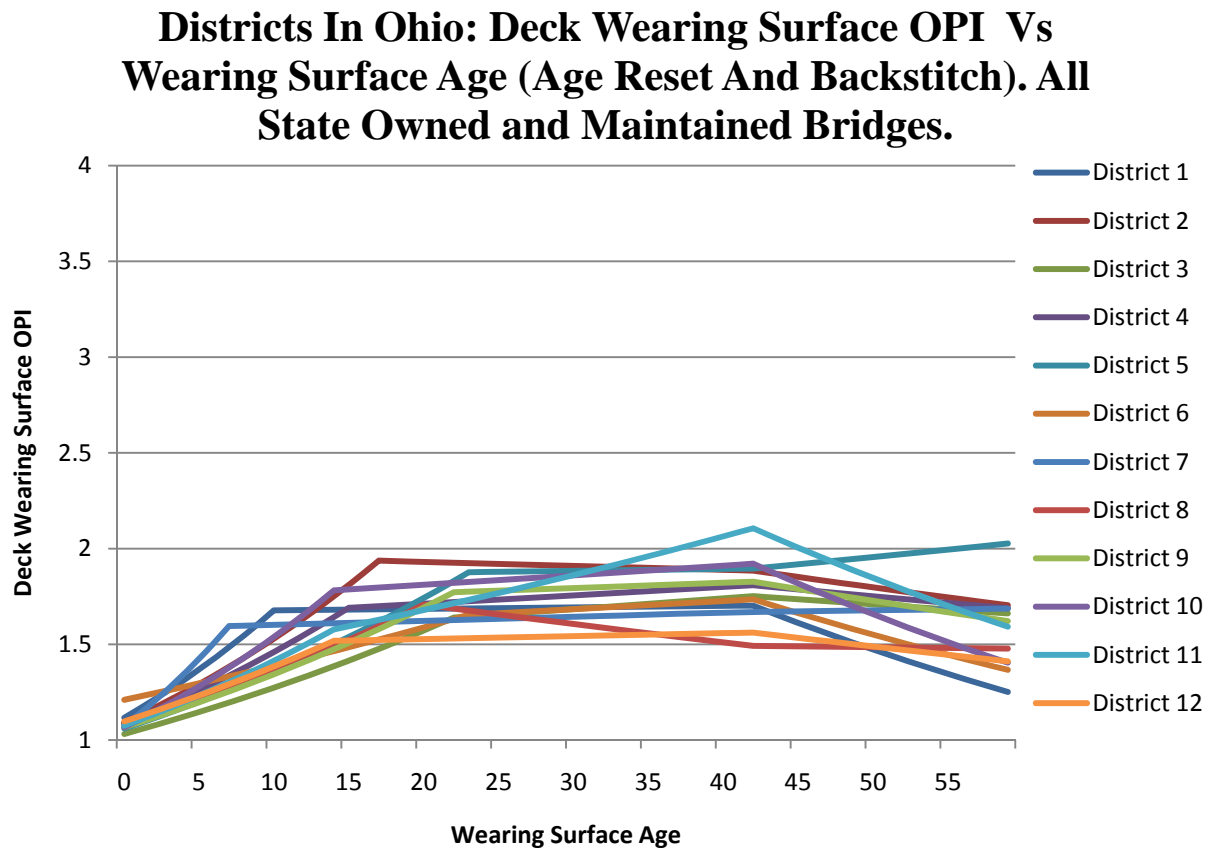 Districts In Ohio: Deck Wearing Surface OPI Vs
Wearing Surface Age (Age Reset And Backstitch). All
State Owned and Maintained Bridges.
4
3.5
3
2.5
2
1.5
1
Deck Wearing Surface OPI
0 5 10 15 20 25 30 35 40 45 50 55
Wearing Surface Age
District 1
District 2
District 3
District 4
District 5
District 6
District 7
District 8
District 9
District 10
District 11
District 12